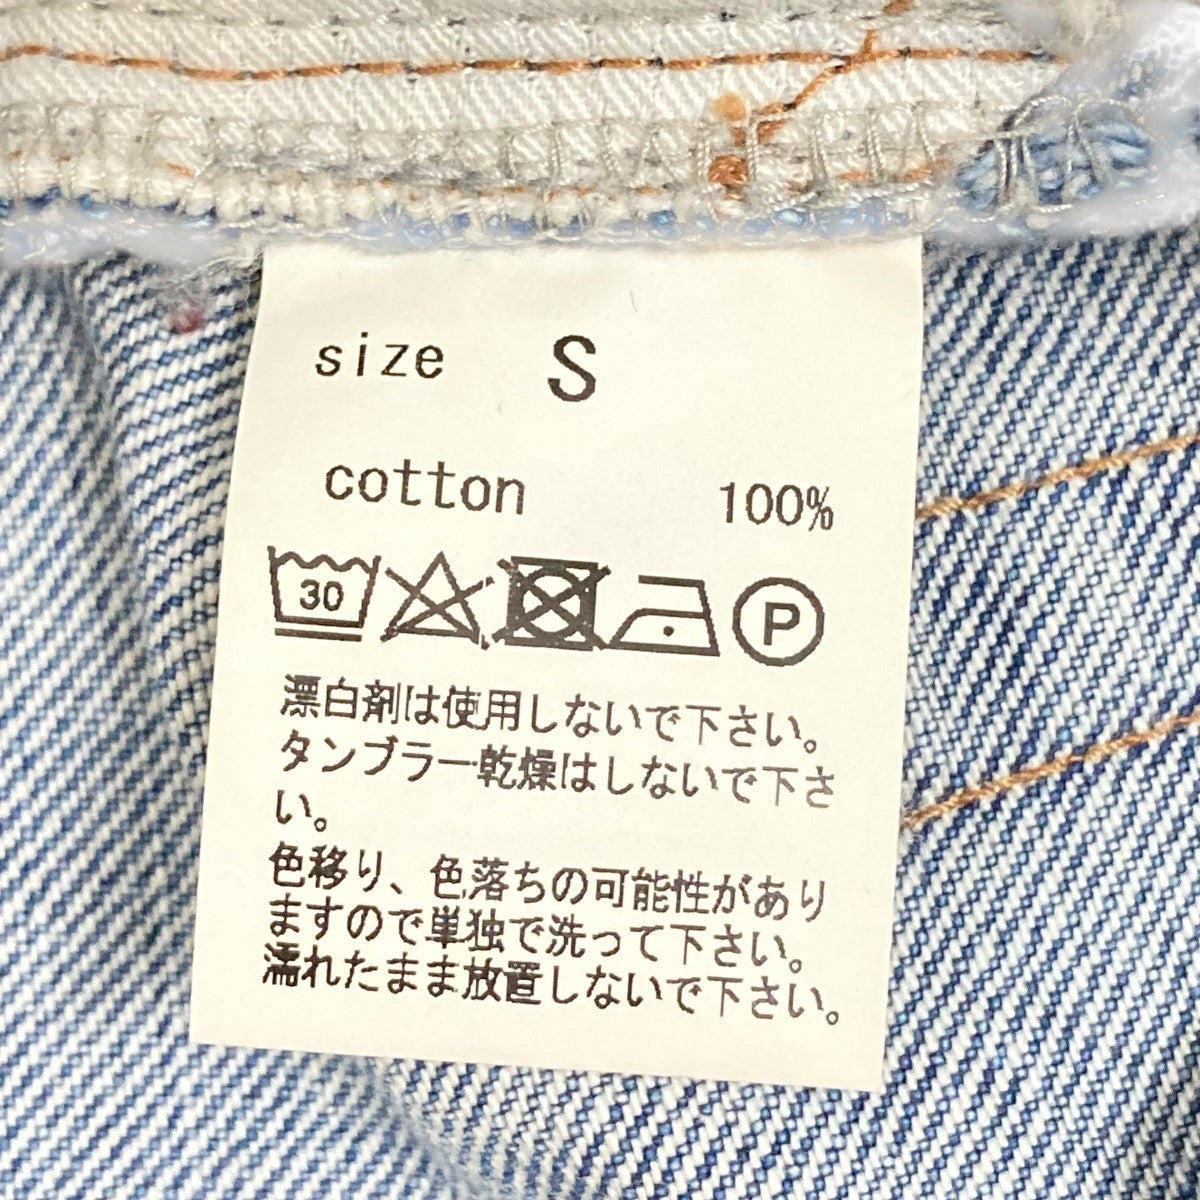 size S
cotton 100%
30 P
漂白剤は使用しないで下さい。
タンブラー乾燥はしないで下さ
い。
色移り、色落ちの可能性があり
ますので単独で洗って下さい。
濡れたまま放置しないで下さい。